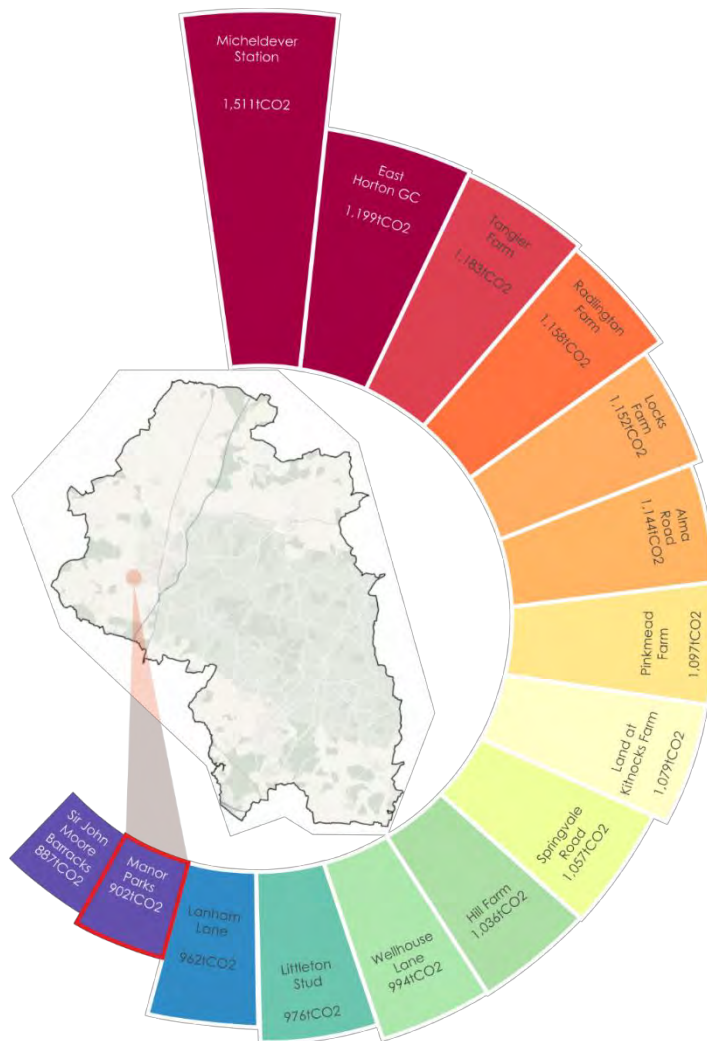 Micheldever
Station
1,511tCO2
East
Horton GC
1,199tCO2
Tangier
Farm
1,183tCO2
Radlington
Farm
1,158tCO2
Locks
Farm
1,152tCO2
Alma
Road
1,144tCO2
Pinkmead
Farm
1,097tCO2
Land at
Kitnocks Farm
1,079tCO2
Springvale
Road
1,057tCO2
Hill Farm
1,036tCO2
Wellhouse
Lane
994tCO2
Littleton
Stud
976tCO2
Lanham
Lane
962tCO2
Manor
Parks
902tCO2
Sir John
Moore
Barracks
887tCO2